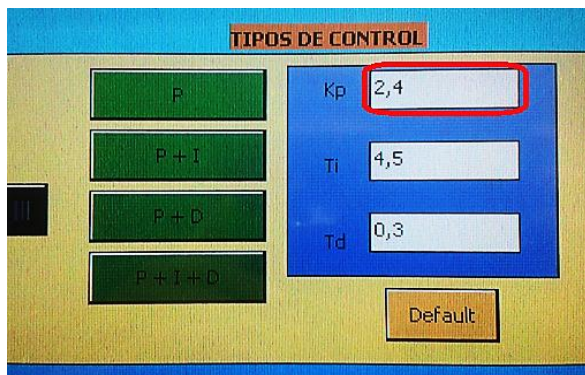 TIPOS DE CONTROL
P
P + I
P + D
P + I + D
Kp 2,4
Ti 4,5
Td 0,3
Default